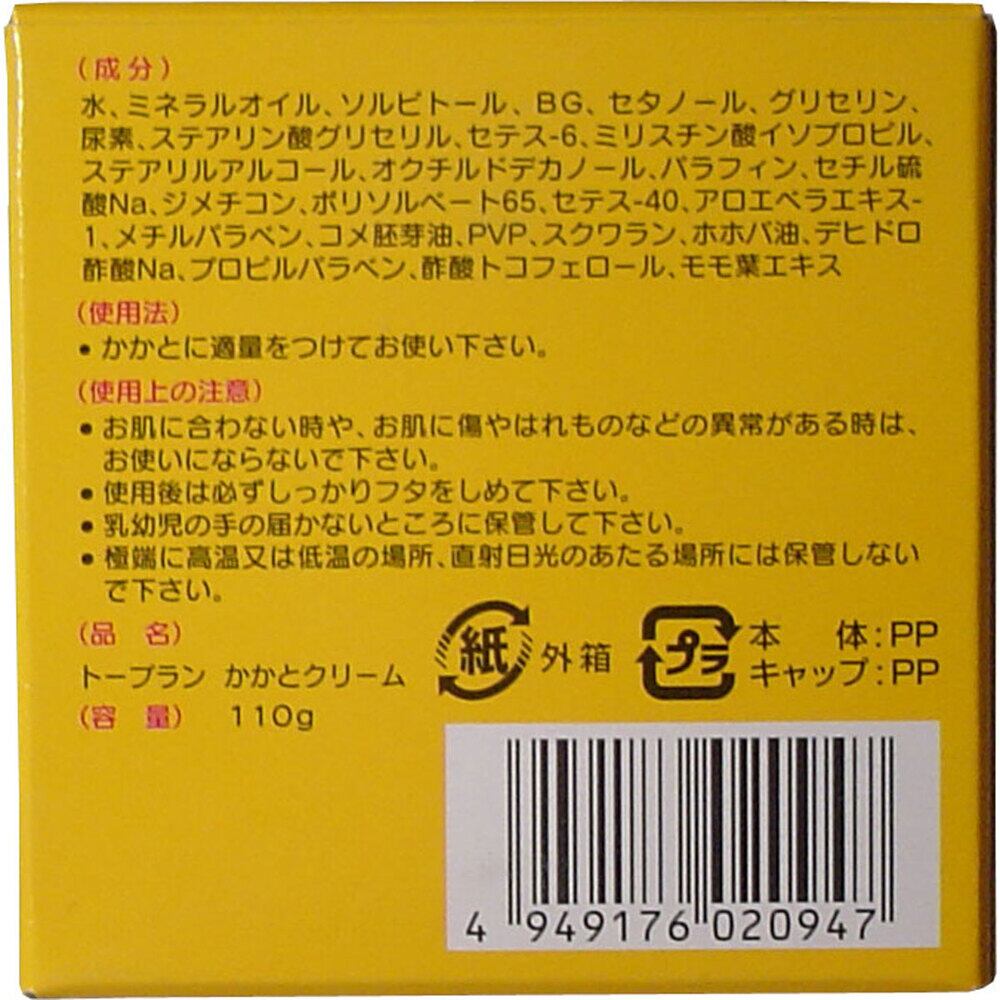 (成分)
水、ミネラルオイル、ソルビトール、BG、セタノール、グリセリン、
尿素、ステアリン酸グリセリル、セテス-6、ミリスチン酸イソプロピル、
ステアリルアルコール、オクチルドデカノール、パラフィン、セチル硫
酸Na、ジメチコン、ポリソルベート65、セテス-40、アロエベラエキス-
1、メチルパラベン、コメ胚芽油、PVP、スクワラン、ホホバ油、デヒドロ
酢酸Na、プロピルパラベン、酢酸トコフェロール、モモ葉エキス
(使用法)
●かかとに適量をつけてお使い下さい。
(使用上の注意)
●お肌に合わない時や、お肌に傷やはれものなどの異常がある時は、
お使いにならないで下さい。
●使用後は必ずしっかりフタをしめて下さい。
●乳幼児の手の届かないところに保管して下さい。
●極端に高温又は低温の場所、直射日光のあたる場所には保管しない
で下さい。
(品 名)
トープラン かかとクリーム
(容 量) 110g
紙 外箱
プラ 本 体:PP
キャップ:PP
4 949176 020947